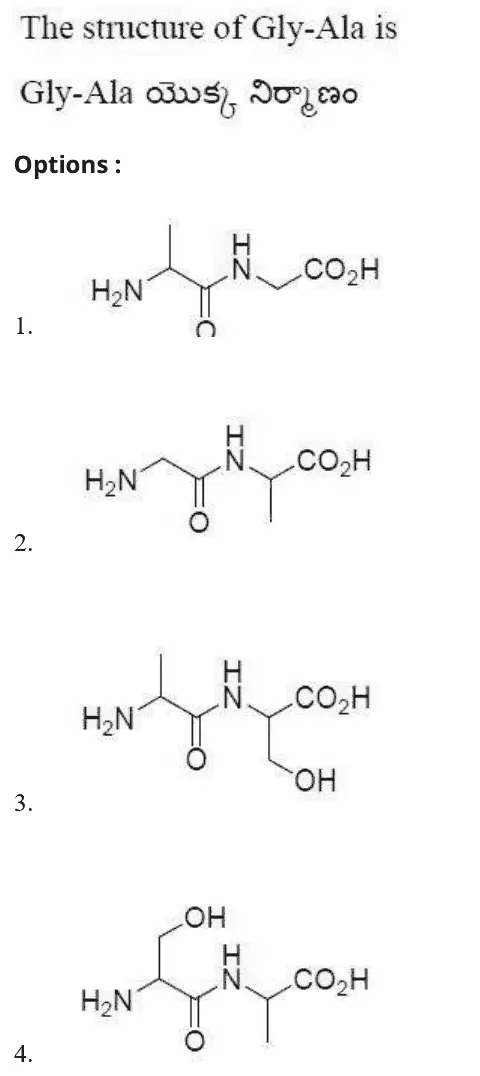 The structure of Gly-Ala is
Gly-Ala యొక్క నిర్మాణం
Options :
1.
H₂N
O
H
N
CO₂H
2.
H₂N
O
H
N
CO₂H
3.
H₂N
O
H
N
CO₂H
OH
4.
OH
H₂N
O
H
N
CO₂H